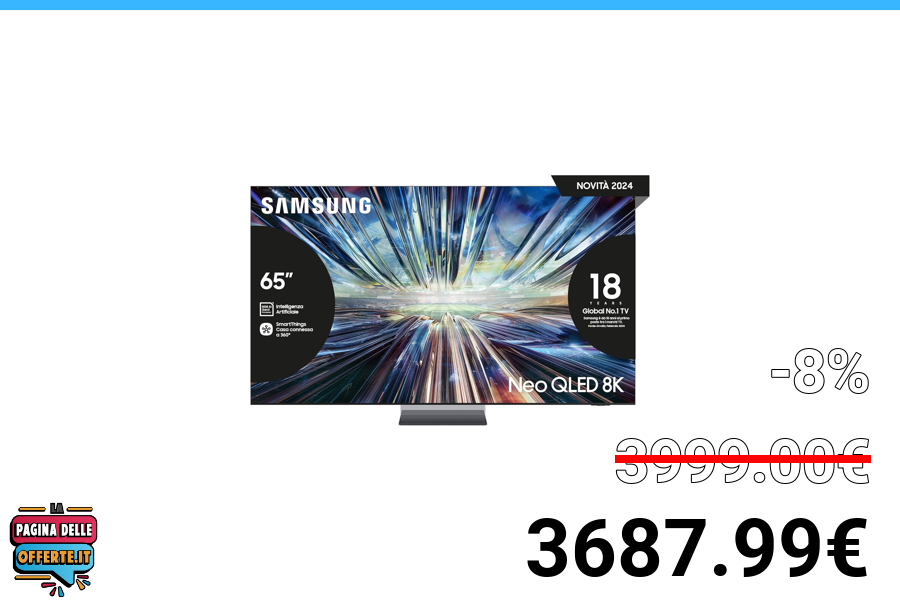 NOVITÀ 2024
SAMSUNG
65”
Intelligenza
Artificiale
SmartThings
Casa connessa
a 360°
18
YEARS
Global No.1 TV
Neo QLED 8K
-8%
3999.00€
3687.99€
LA
PAGINA DELLE
OFFERTE.IT